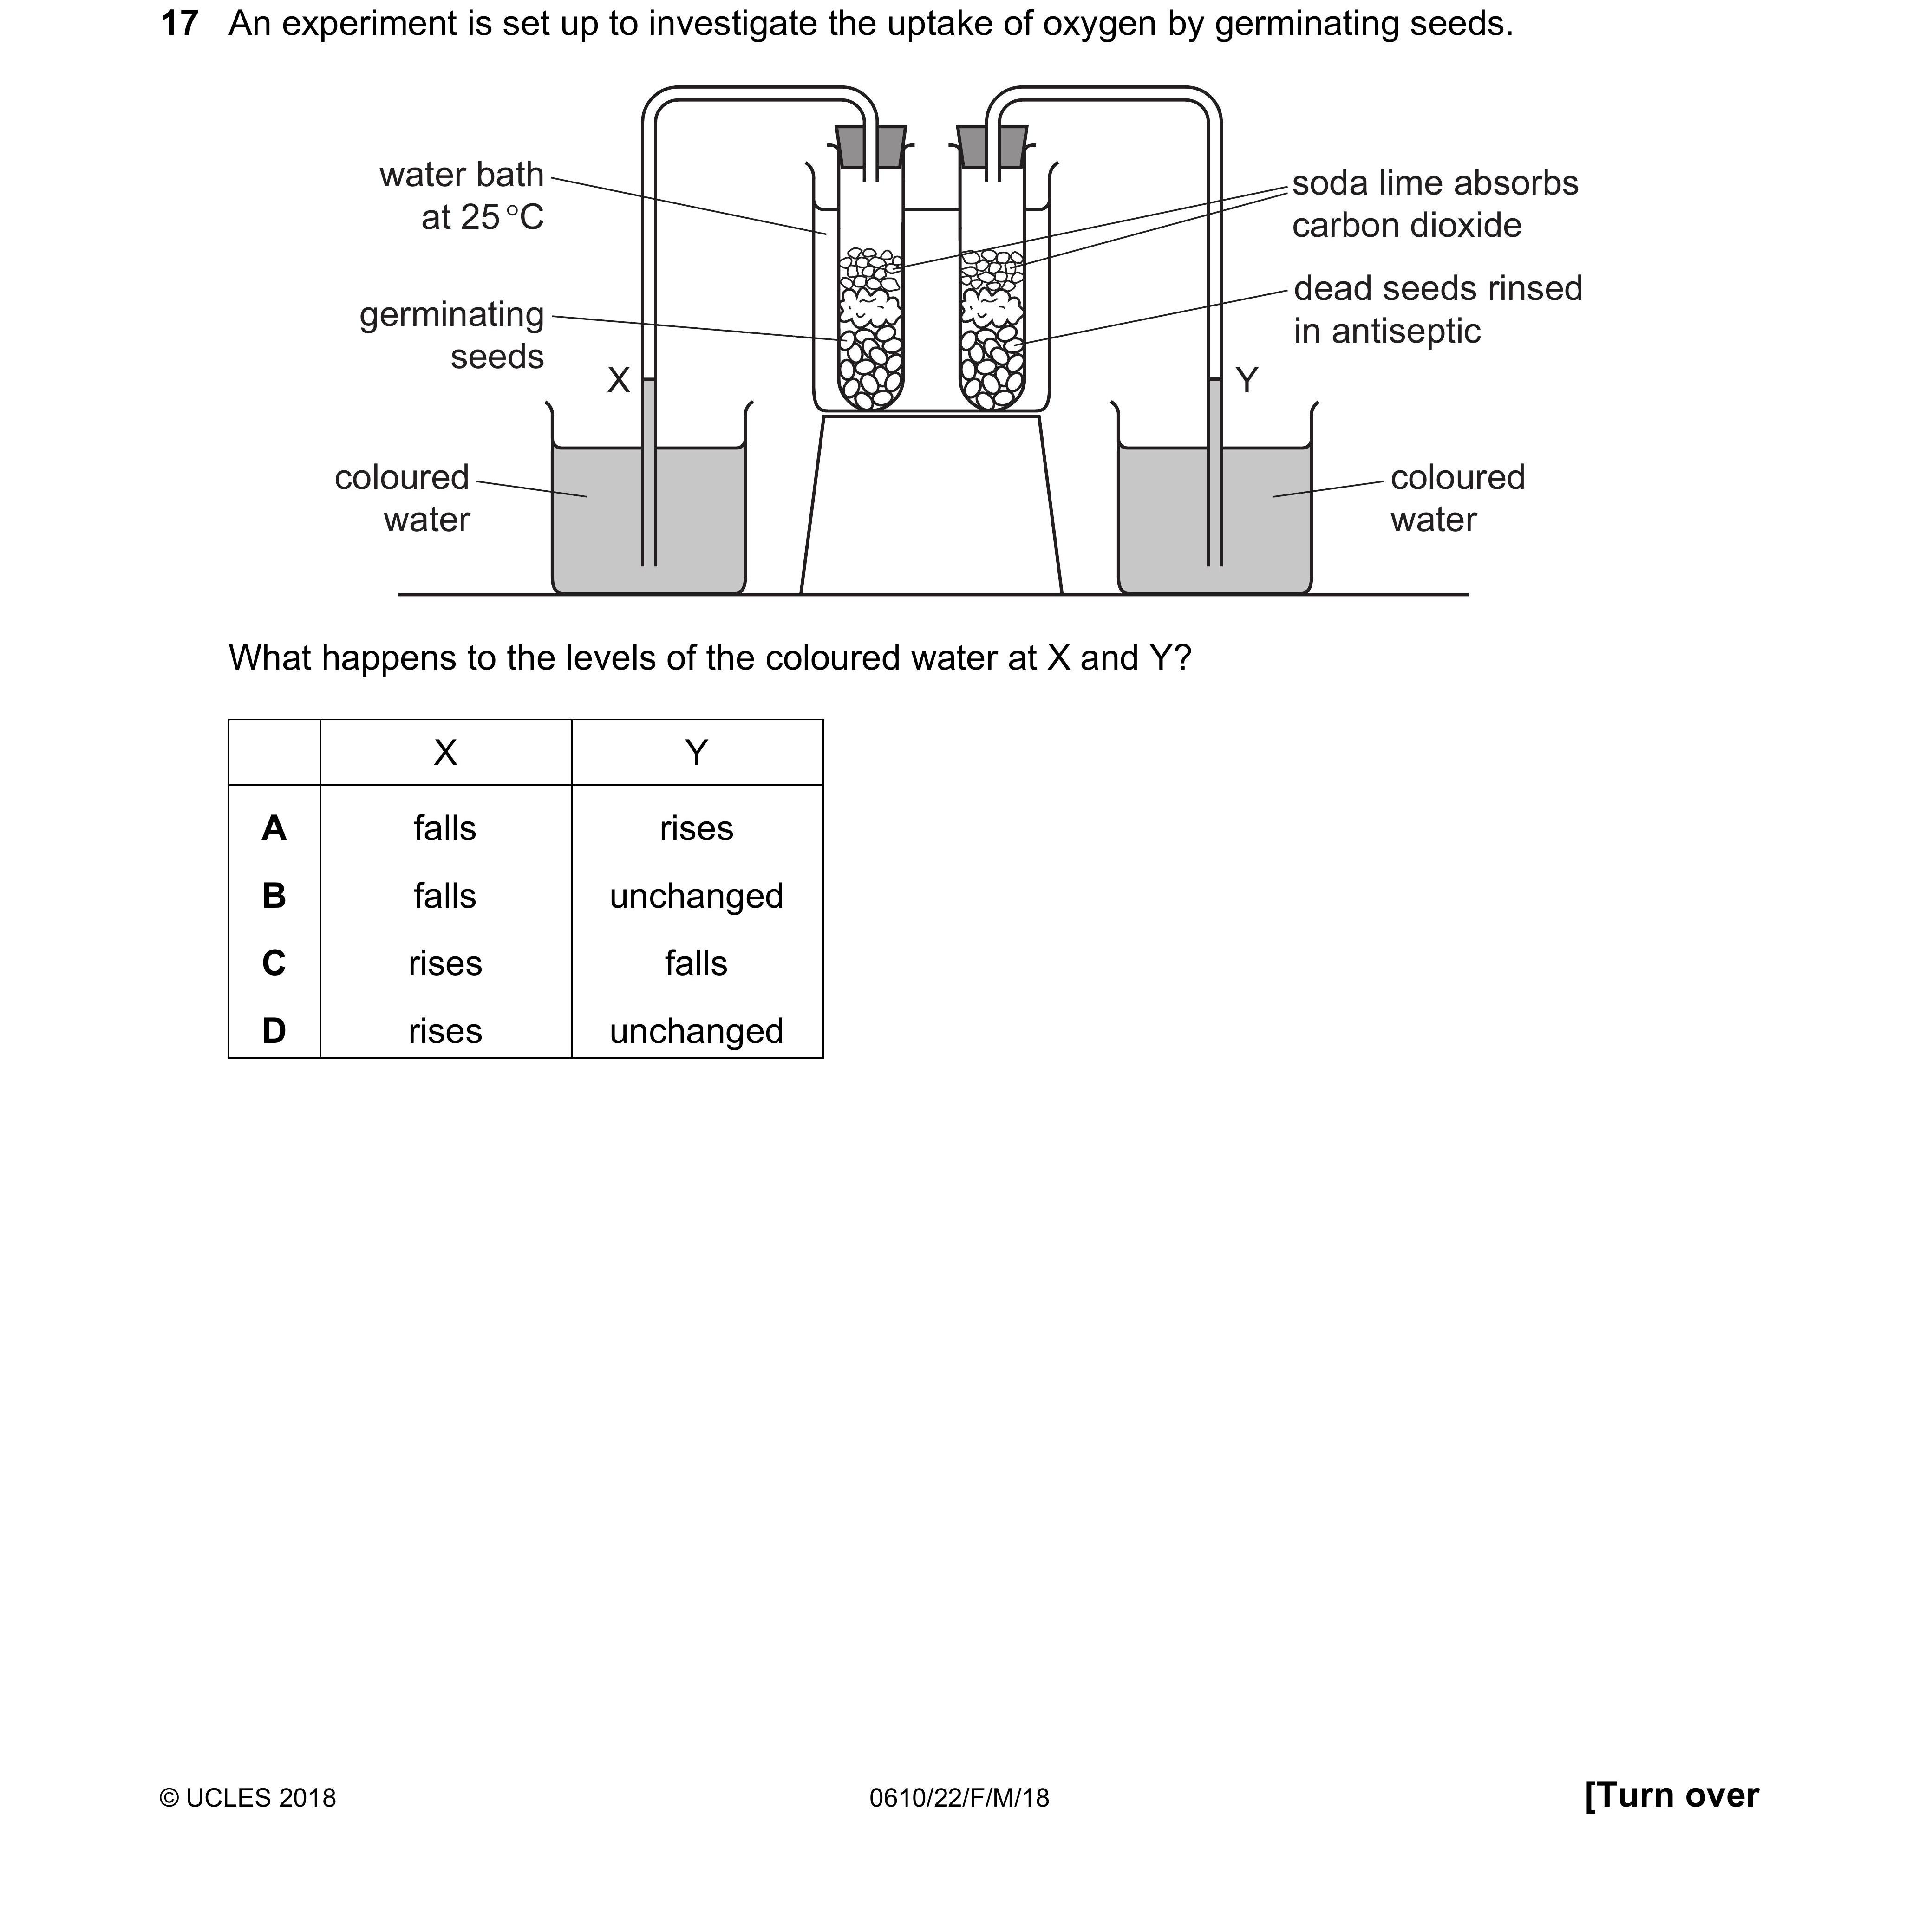 17 An experiment is set up to investigate the uptake of oxygen by germinating seeds.
water bath
at 25 °C
soda lime absorbs
carbon dioxide
germinating
seeds
dead seeds rinsed
in antiseptic
X
Y
coloured
water
coloured
water
What happens to the levels of the coloured water at X and Y?
X Y
A falls rises
B falls unchanged
C rises falls
D rises unchanged
© UCLES 2018 0610/22/F/M/18 [Turn over